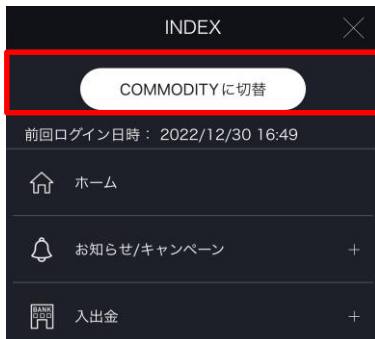 INDEX
COMMODITYに切替
前回ログイン日時： 2022/12/30 16:49
ホーム
お知らせ/キャンペーン
BANK
入出金